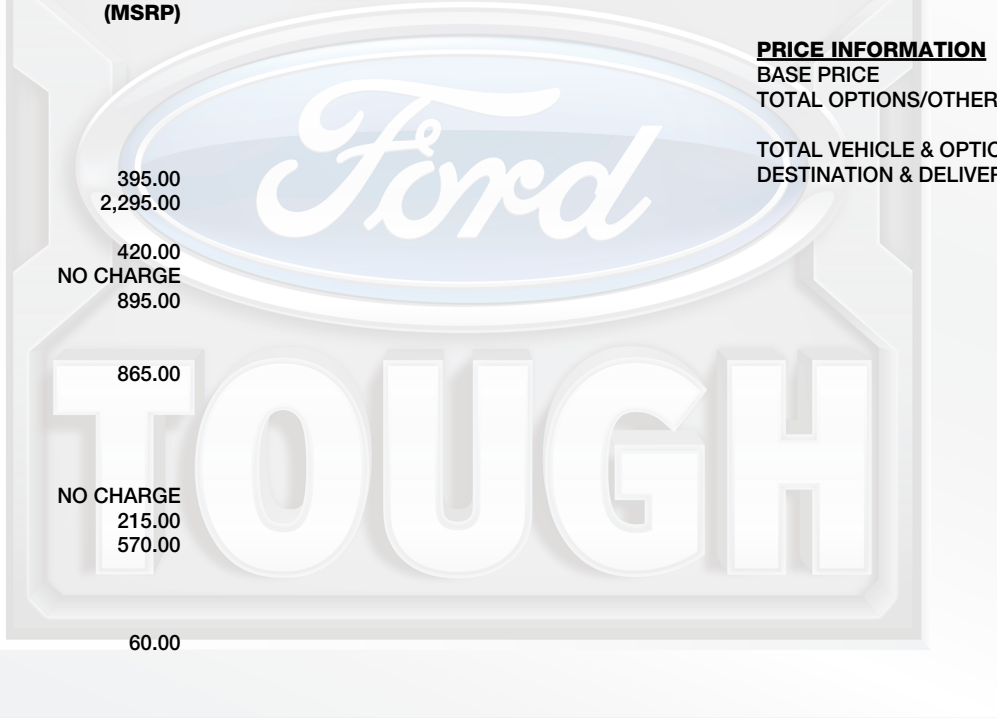 (MSRP)
395.00
2,295.00
420.00
NO CHARGE
895.00
865.00
NO CHARGE
215.00
570.00
60.00
PRICE INFORMATION
BASE PRICE
TOTAL OPTIONS/OTHER
TOTAL VEHICLE & OPTIO
DESTINATION & DELIVER
Ford
TOUGH